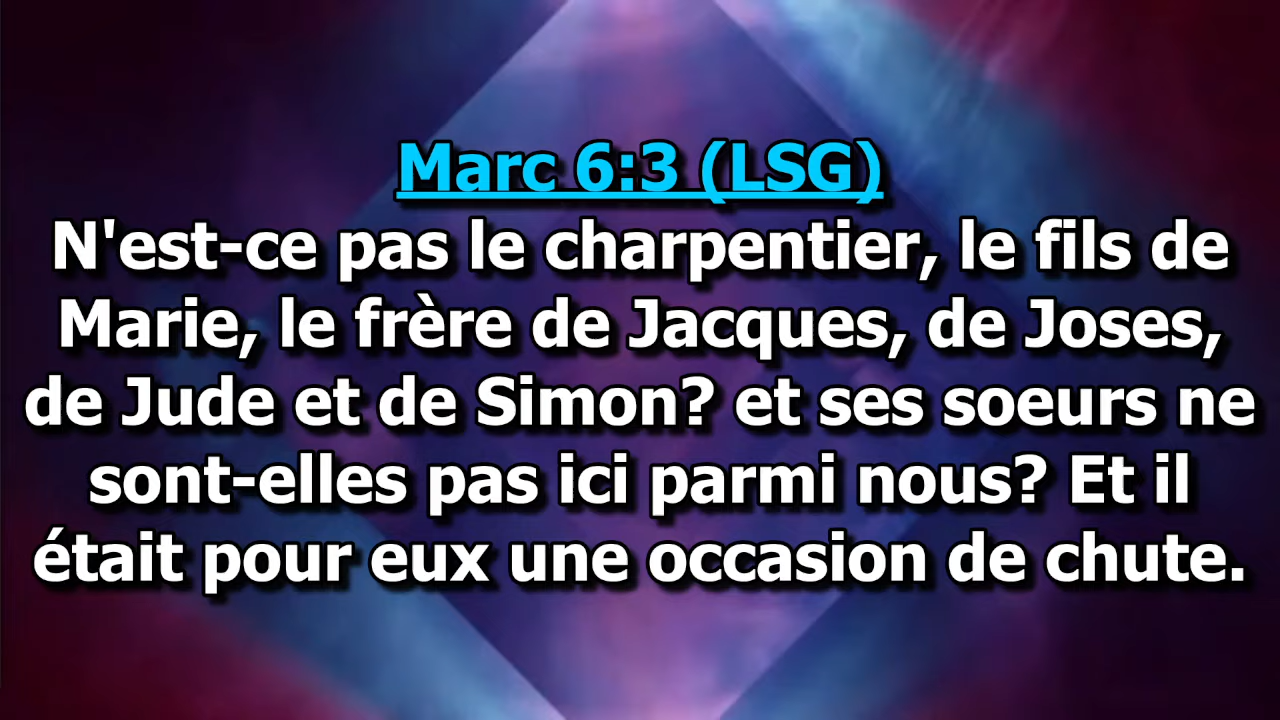 Marc 6:3 (LSG)
N'est-ce pas le charpentier, le fils de
Marie, le frère de Jacques, de Joses,
de Jude et de Simon? et ses soeurs ne
sont-elles pas ici parmi nous? Et il
était pour eux une occasion de chute.